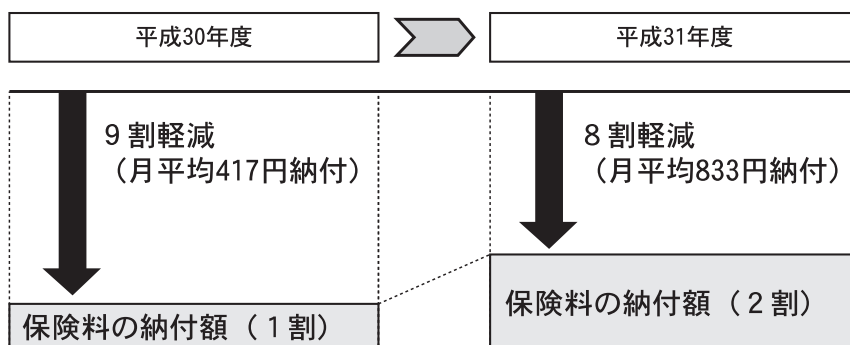 平成30年度
平成31年度
９割軽減
（月平均417円納付）
８割軽減
（月平均833円納付）
保険料の納付額（１割）
保険料の納付額（２割）